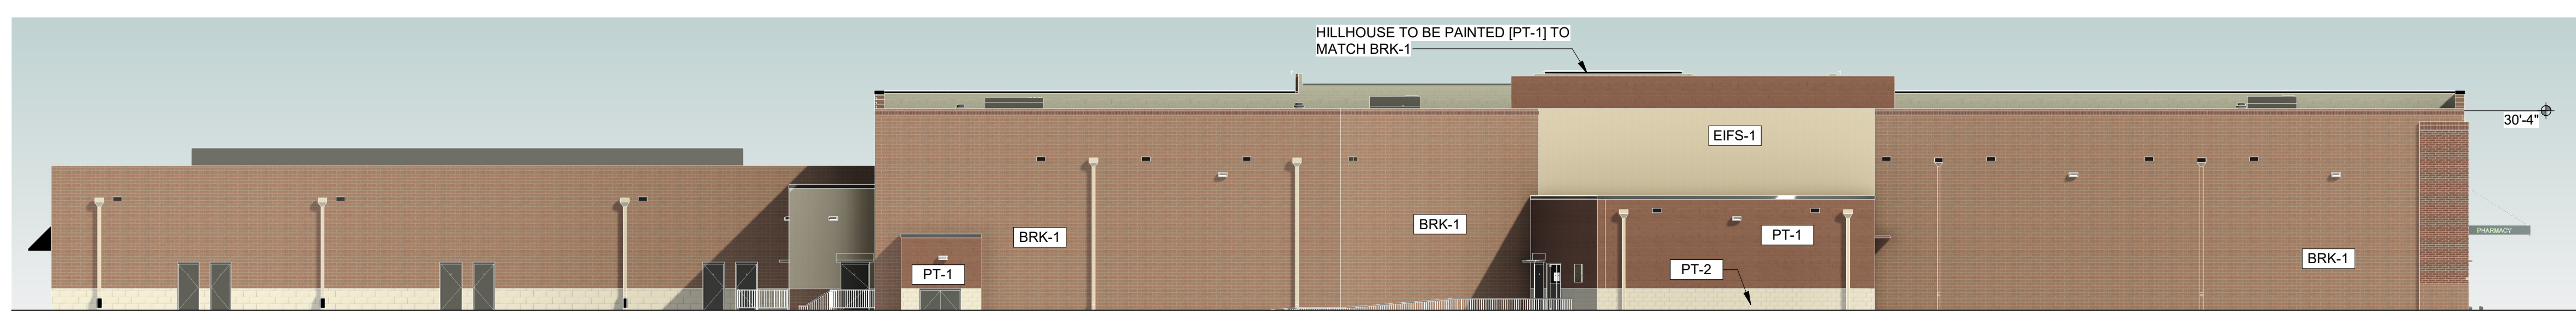 HILLHOUSE TO BE PAINTED [PT-1] TO
MATCH BRK-1
30'-4"
EIFS-1
BRK-1
BRK-1
PT-1
PHARMACY
BRK-1
PT-1
PT-2